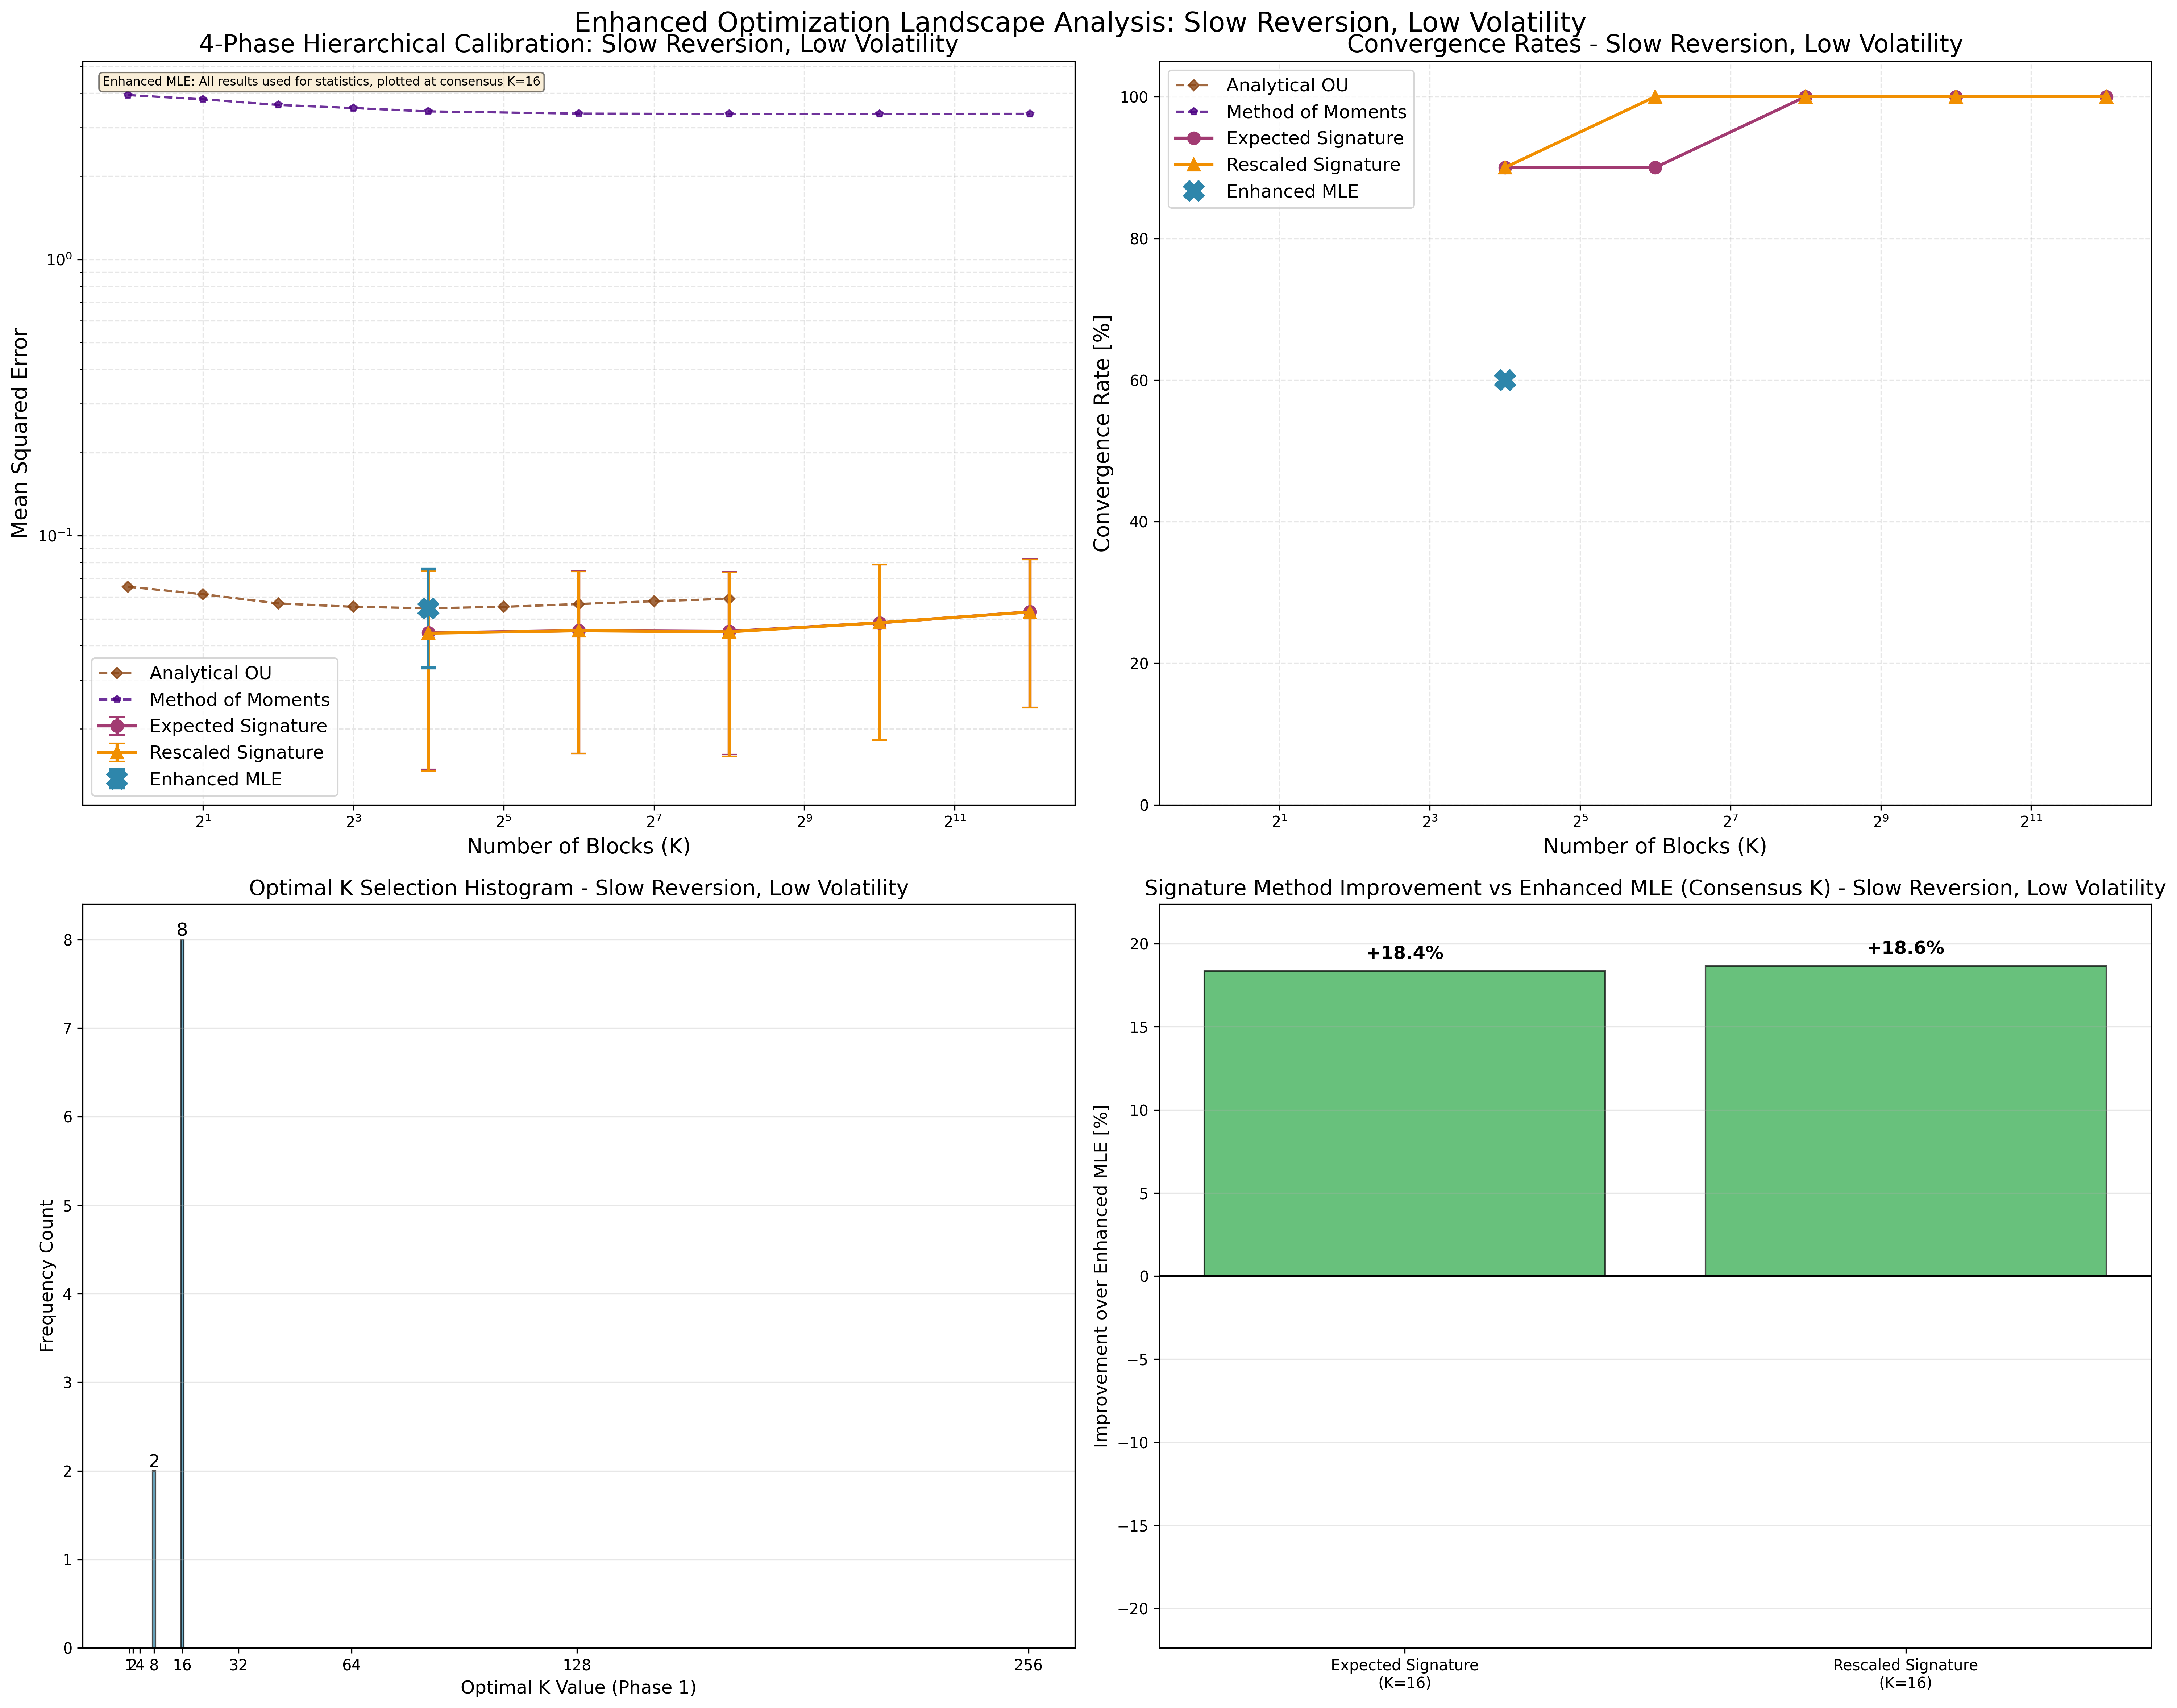 Enhanced Optimization Landscape Analysis: Slow Reversion, Low Volatility
4-Phase Hierarchical Calibration: Slow Reversion, Low Volatility
Enhanced MLE: All results used for statistics, plotted at consensus K=16
Mean Squared Error
10⁰
10⁻¹
Analytical OU
Method of Moments
Expected Signature
Rescaled Signature
Enhanced MLE
2¹ 2³ 2⁵ 2⁷ 2⁹ 2¹¹
Number of Blocks (K)
Convergence Rates - Slow Reversion, Low Volatility
Analytical OU
Method of Moments
Expected Signature
Rescaled Signature
Enhanced MLE
Convergence Rate [%]
100
80
60
40
20
0
2¹ 2³ 2⁵ 2⁷ 2⁹ 2¹¹
Number of Blocks (K)
Optimal K Selection Histogram - Slow Reversion, Low Volatility
Frequency Count
8
7
6
5
4
3
2
1
0
8
2
1 2 4 8 16 32 64 128 256
Optimal K Value (Phase 1)
Signature Method Improvement vs Enhanced MLE (Consensus K) - Slow Reversion, Low Volatility
Improvement over Enhanced MLE [%]
20
15
10
5
0
−5
−10
−15
−20
+18.4%
+18.6%
Expected Signature
(K=16)
Rescaled Signature
(K=16)